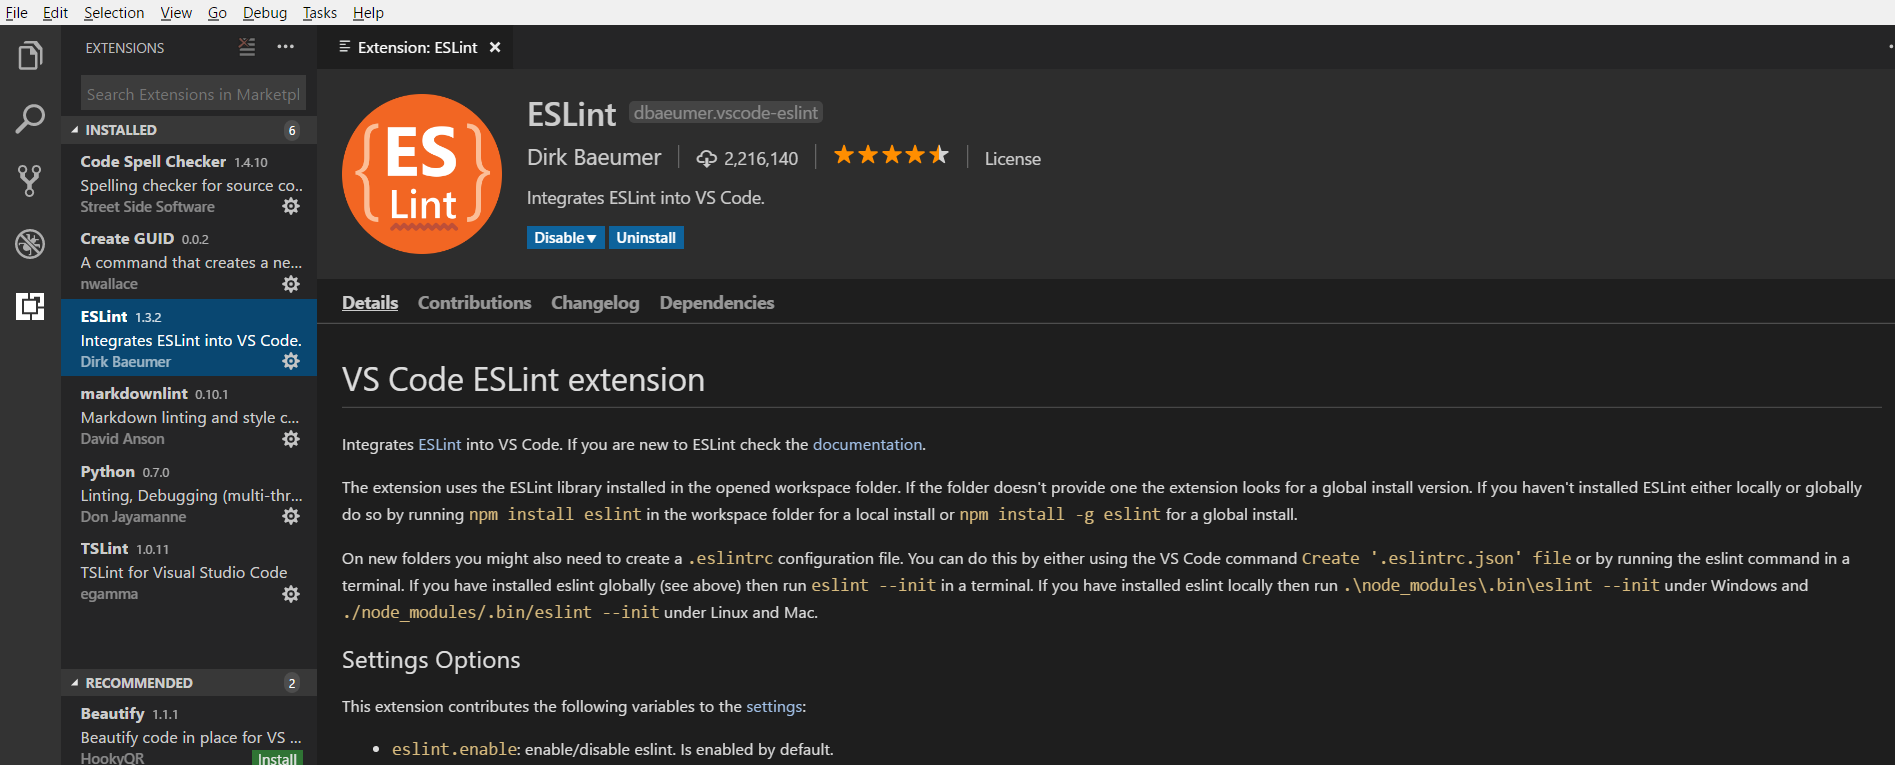 File Edit Selection View Go Debug Tasks Help
EXTENSIONS
Search Extensions in Marketpl
INSTALLED 6
Code Spell Checker 1.4.10
Spelling checker for source co...
Street Side Software
Create GUID 0.0.2
A command that creates a ne...
nwallace
ESLint 1.3.2
Integrates ESLint into VS Code.
Dirk Baeumer
markdownlint 0.10.1
Markdown linting and style c...
David Anson
Python 0.7.0
Linting, Debugging (multi-thr...
Don Jayamanne
TSLint 1.0.11
TSLint for Visual Studio Code
egamma
RECOMMENDED 2
Beautify 1.1.1
Beautify code in place for VS ...
HookyQR Install
Extension: ESLint
{ES}
Lint
ESLint dbaeumer.vscode-eslint
Dirk Baeumer 2,216,140 License
Integrates ESLint into VS Code.
Disable Uninstall
Details Contributions Changelog Dependencies
VS Code ESLint extension
Integrates ESLint into VS Code. If you are new to ESLint check the documentation.
The extension uses the ESLint library installed in the opened workspace folder. If the folder doesn't provide one the extension looks for a global install version. If you haven't installed ESLint either locally or globally
do so by running npm install eslint in the workspace folder for a local install or npm install -g eslint for a global install.
On new folders you might also need to create a .eslintrc configuration file. You can do this by either using the VS Code command Create '.eslintrc.json' file or by running the eslint command in a
terminal. If you have installed eslint globally (see above) then run eslint --init in a terminal. If you have installed eslint locally then run .\node_modules\.bin\eslint --init under Windows and
./node_modules/.bin/eslint --init under Linux and Mac.
Settings Options
This extension contributes the following variables to the settings:
• eslint.enable: enable/disable eslint. Is enabled by default.